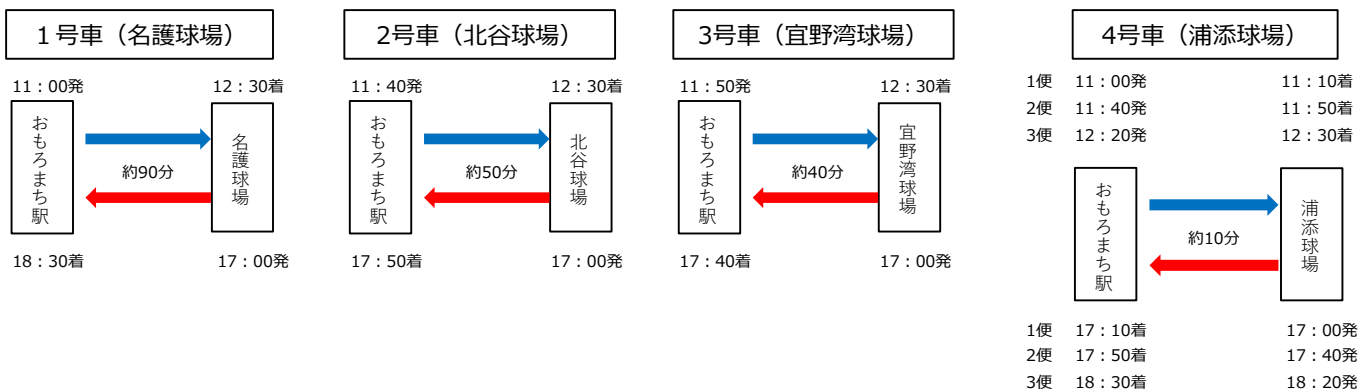 1号車（名護球場）
11：00発 12：30着
おもろまち駅
約90分
名護球場
18：30着 17：00発
2号車（北谷球場）
11：40発 12：30着
おもろまち駅
約50分
北谷球場
17：50着 17：00発
3号車（宜野湾球場）
11：50発 12：30着
おもろまち駅
約40分
宜野湾球場
17：40着 17：00発
4号車（浦添球場）
1便 11：00発 11：10着
2便 11：40発 11：50着
3便 12：20発 12：30着
おもろまち駅
約10分
浦添球場
1便 17：10着 17：00発
2便 17：50着 17：40発
3便 18：30着 18：20発